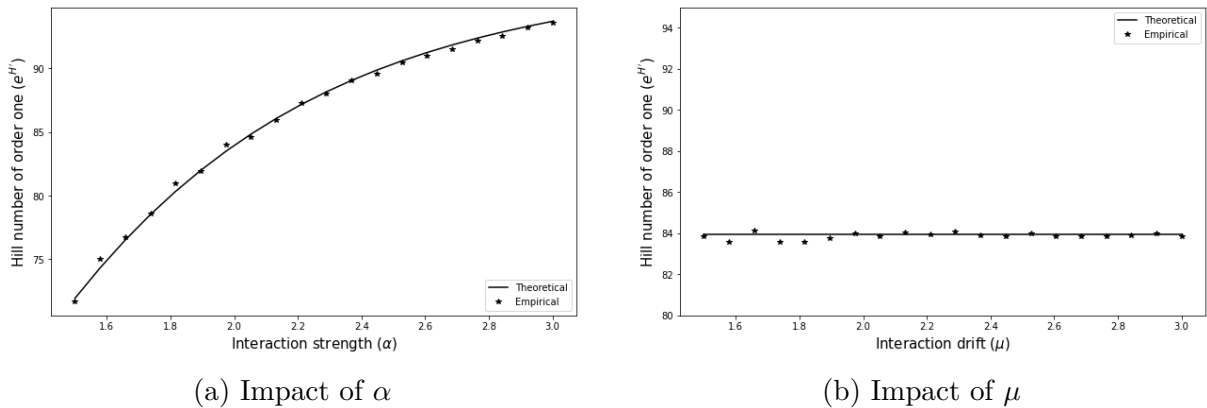 Hill number of order one (e^{H'})
90
85
80
75
1.6 1.8 2.0 2.2 2.4 2.6 2.8 3.0
Interaction strength (α)
Theoretical
Empirical
(a) Impact of α
Hill number of order one (e^{H'})
94
92
90
88
86
84
82
80
1.6 1.8 2.0 2.2 2.4 2.6 2.8 3.0
Interaction drift (μ)
Theoretical
Empirical
(b) Impact of μ